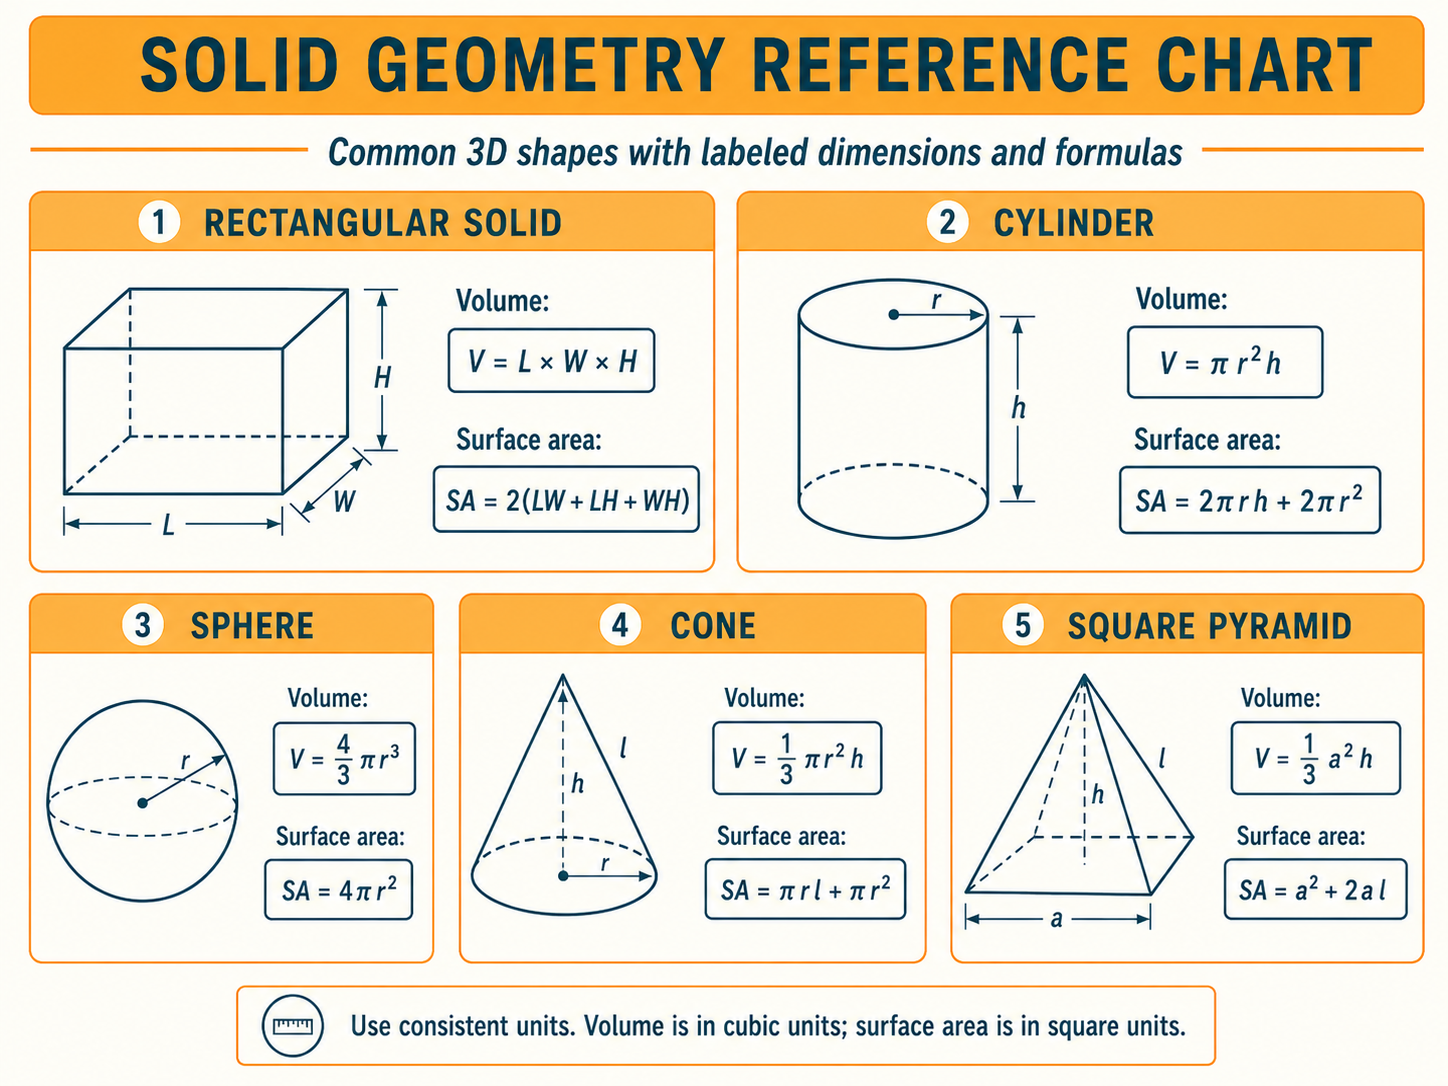 SOLID GEOMETRY REFERENCE CHART
Common 3D shapes with labeled dimensions and formulas
1 RECTANGULAR SOLID
H
W
L
Volume:
V = L × W × H
Surface area:
SA = 2(LW + LH + WH)
2 CYLINDER
r
h
Volume:
V = π r² h
Surface area:
SA = 2π r h + 2π r²
3 SPHERE
r
Volume:
V = 4/3 π r³
Surface area:
SA = 4π r²
4 CONE
l
h
r
Volume:
V = 1/3 π r² h
Surface area:
SA = π r l + π r²
5 SQUARE PYRAMID
l
h
a
Volume:
V = 1/3 a² h
Surface area:
SA = a² + 2a l
Use consistent units. Volume is in cubic units; surface area is in square units.